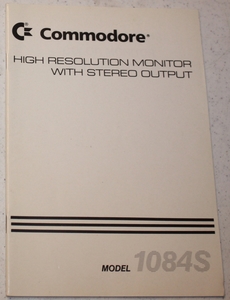 Commodore
HIGH RESOLUTION MONITOR
WITH STEREO OUTPUT
MODEL 1084S